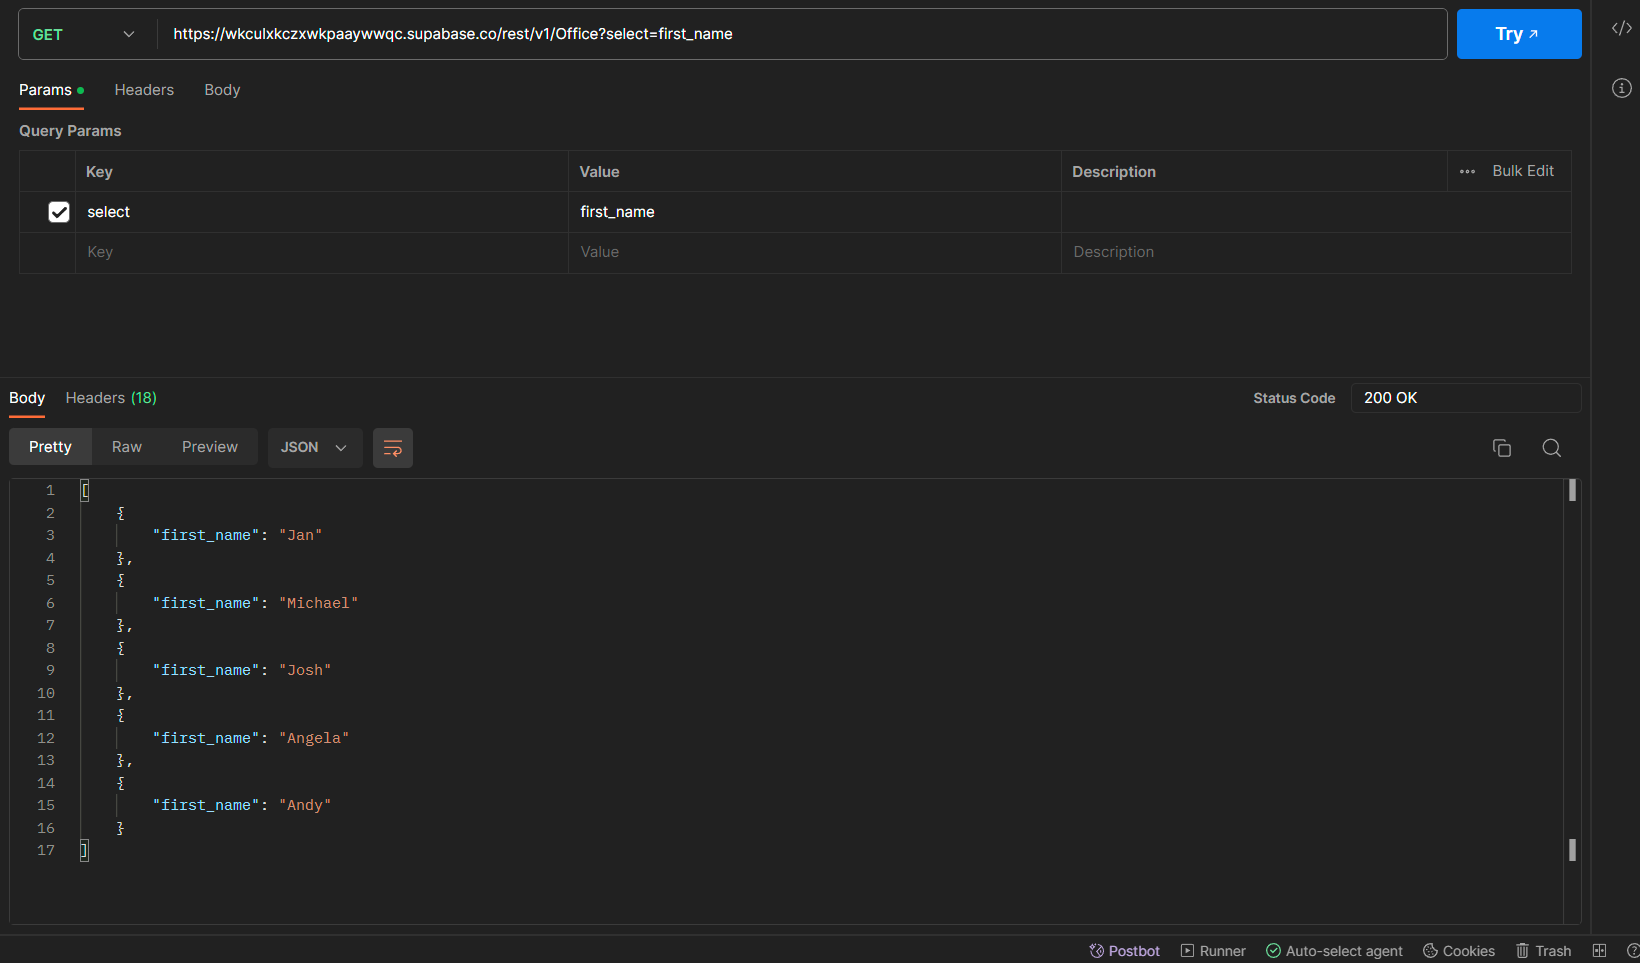 GET https://wkculxkczxwkpaaywwqc.supabase.co/rest/v1/Office?select=first_name Try
Params Headers Body
Query Params
Key Value Description Bulk Edit
select first_name
Key Value Description
Body Headers (18) Status Code 200 OK
Pretty Raw Preview JSON
1 [
2 {
3 "first_name": "Jan"
4 },
5 {
6 "first_name": "Michael"
7 },
8 {
9 "first_name": "Josh"
10 },
11 {
12 "first_name": "Angela"
13 },
14 {
15 "first_name": "Andy"
16 }
17 ]
Postbot Runner Auto-select agent Cookies Trash